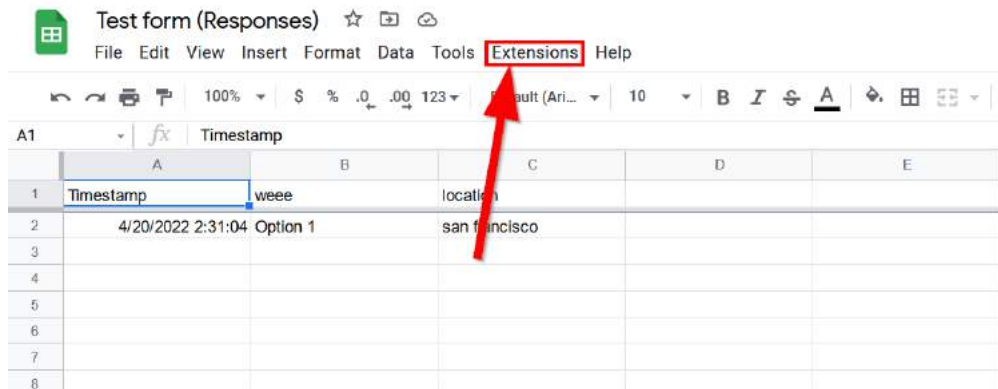 Test form (Responses)
File Edit View Insert Format Data Tools Extensions Help
100% $ % .0 .00 123 (Ari... 10 B I S A
A1 fx Timestamp
A B C D E
1 Timestamp weee location
2 4/20/2022 2:31:04 Option 1 san francisco
3
4
5
6
7
8